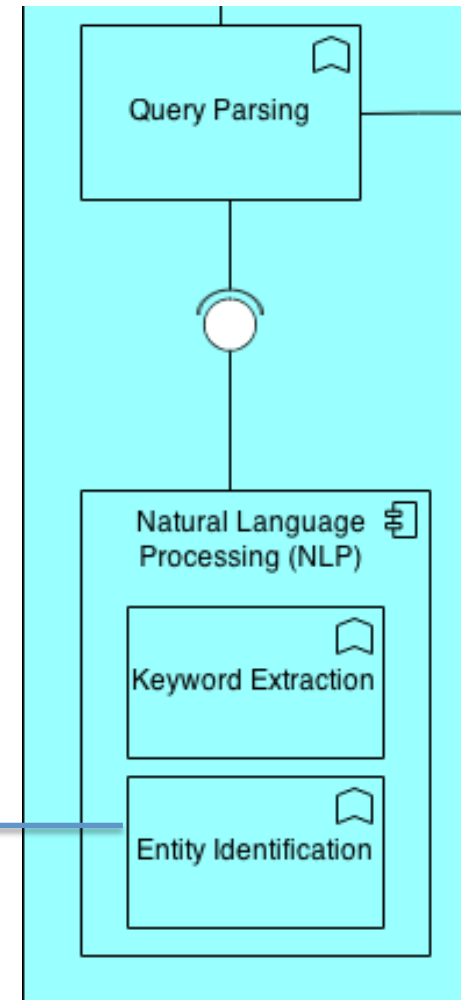 Query Parsing
Natural Language
Processing (NLP)
Keyword Extraction
Entity Identification